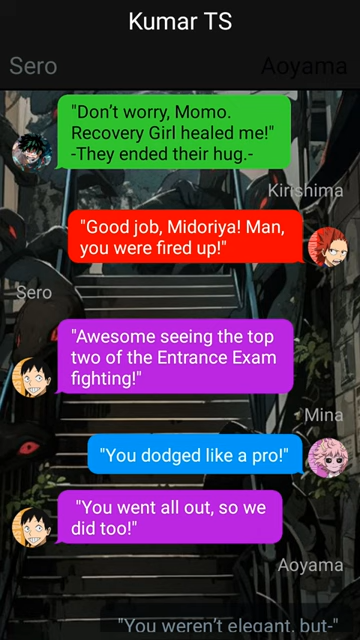 Kumar TS
Sero
Aoyama
"Don't worry, Momo.
Recovery Girl healed me!"
-They ended their hug.-
Kirishima
"Good job, Midoriya! Man,
you were fired up!"
Sero
"Awesome seeing the top
two of the Entrance Exam
fighting!"
Mina
"You dodged like a pro!"
"You went all out, so we
did too!"
Aoyama
"You weren't elegant, but-"